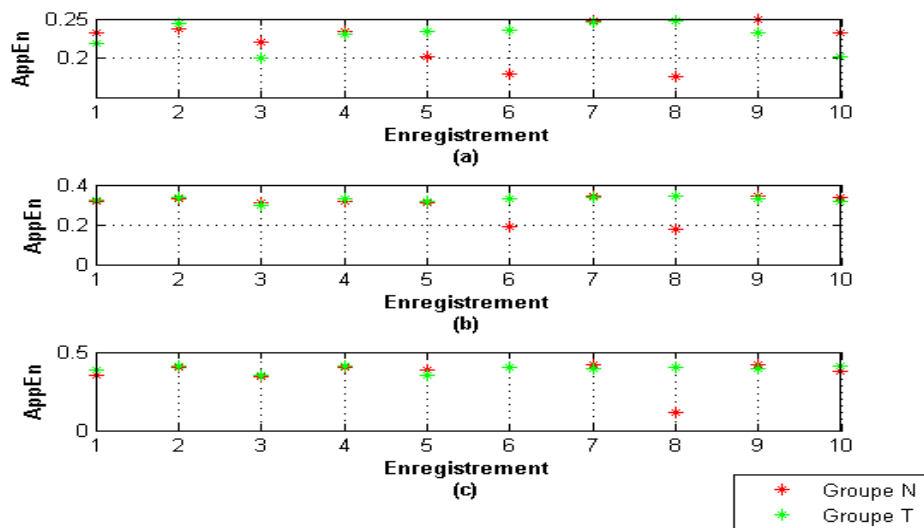 0.25
0.2
AppEn
1 2 3 4 5 6 7 8 9 10
Enregistrement
(a)
0.4
0.2
0
AppEn
1 2 3 4 5 6 7 8 9 10
Enregistrement
(b)
0.5
0
AppEn
1 2 3 4 5 6 7 8 9 10
Enregistrement
(c)
Groupe N
Groupe T